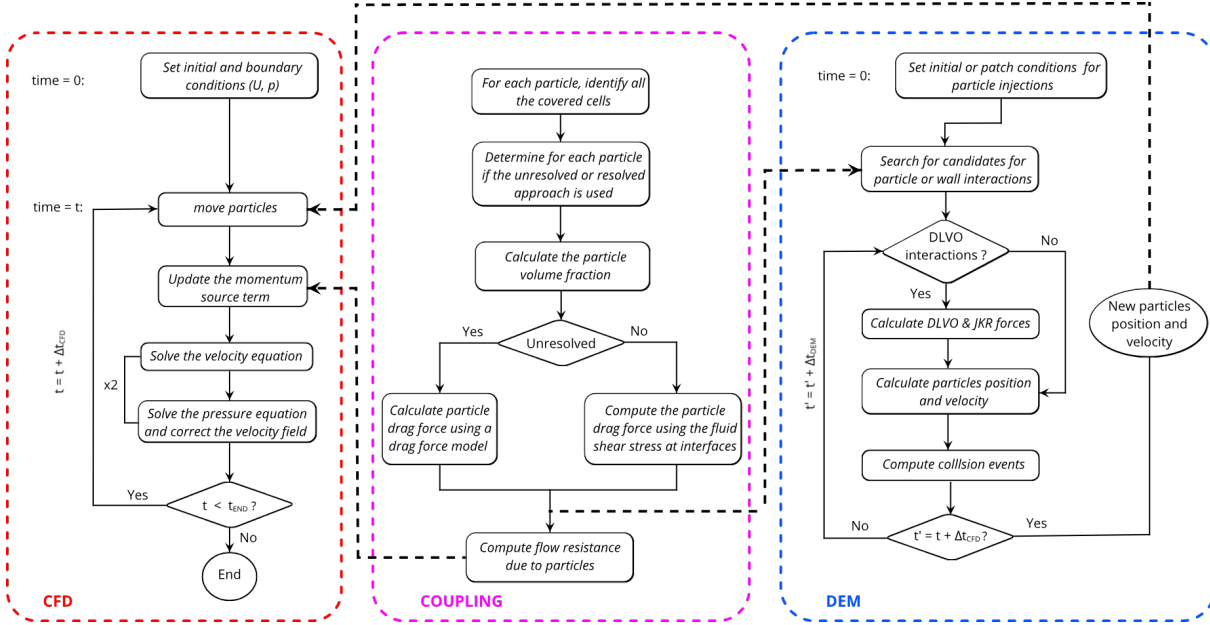 time = 0:
Set initial and boundary
conditions (U, p)
time = t:
move particles
Update the momentum
source term
t = t + ΔtCFD
Solve the velocity equation
x2
Solve the pressure equation
and correct the velocity field
Yes
t < tEND ?
No
End
CFD
For each particle, identify all
the covered cells
Determine for each particle
if the unresolved or resolved
approach is used
Calculate the particle
volume fraction
Yes
Unresolved
No
Calculate particle
drag force using a
drag force model
Compute the particle
drag force using the fluid
shear stress at interfaces
Compute flow resistance
due to particles
COUPLING
time = 0:
Set initial or patch conditions for
particle injections
Search for candidates for
particle or wall interactions
DLVO
interactions ?
No
Yes
Calculate DLVO & JKR forces
t' = t' + ΔtDEM
Calculate particles position
and velocity
Compute colllsion events
No
t' = t + ΔtCFD ?
Yes
New particles
position and
velocity
DEM